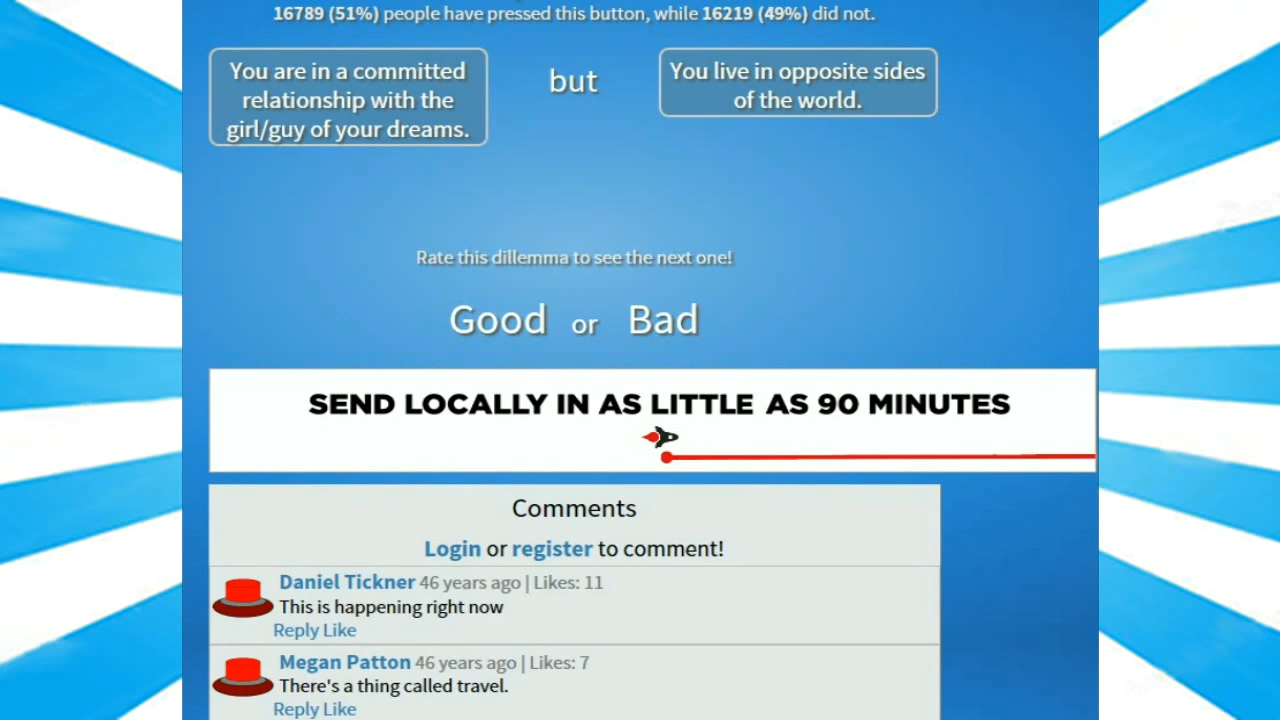 16789 (51%) people have pressed this button, while 16219 (49%) did not.
You are in a committed
relationship with the
girl/guy of your dreams.
but
You live in opposite sides
of the world.
Rate this dillemma to see the next one!
Good or Bad
SEND LOCALLY IN AS LITTLE AS 90 MINUTES
Comments
Login or register to comment!
Daniel Tickner 46 years ago | Likes: 11
This is happening right now
Reply Like
Megan Patton 46 years ago | Likes: 7
There's a thing called travel.
Reply Like